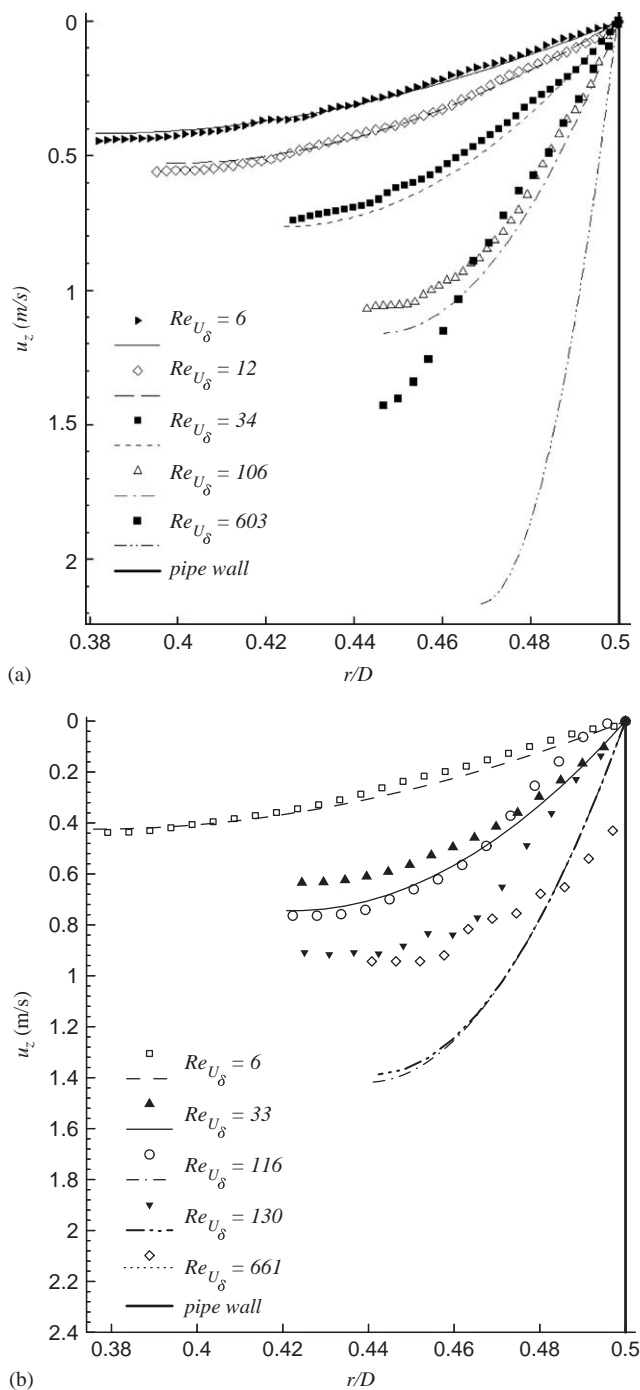 0
0.5
1
1.5
2
u_z (m/s)
Re_{U_δ} = 6
Re_{U_δ} = 12
Re_{U_δ} = 34
Re_{U_δ} = 106
Re_{U_δ} = 603
pipe wall
0.38 0.4 0.42 0.44 0.46 0.48 0.5
(a) r/D
0
0.2
0.4
0.6
0.8
1
1.2
1.4
1.6
1.8
2
2.2
2.4
u_z (m/s)
Re_{U_δ} = 6
Re_{U_δ} = 33
Re_{U_δ} = 116
Re_{U_δ} = 130
Re_{U_δ} = 661
pipe wall
0.38 0.4 0.42 0.44 0.46 0.48 0.5
(b) r/D